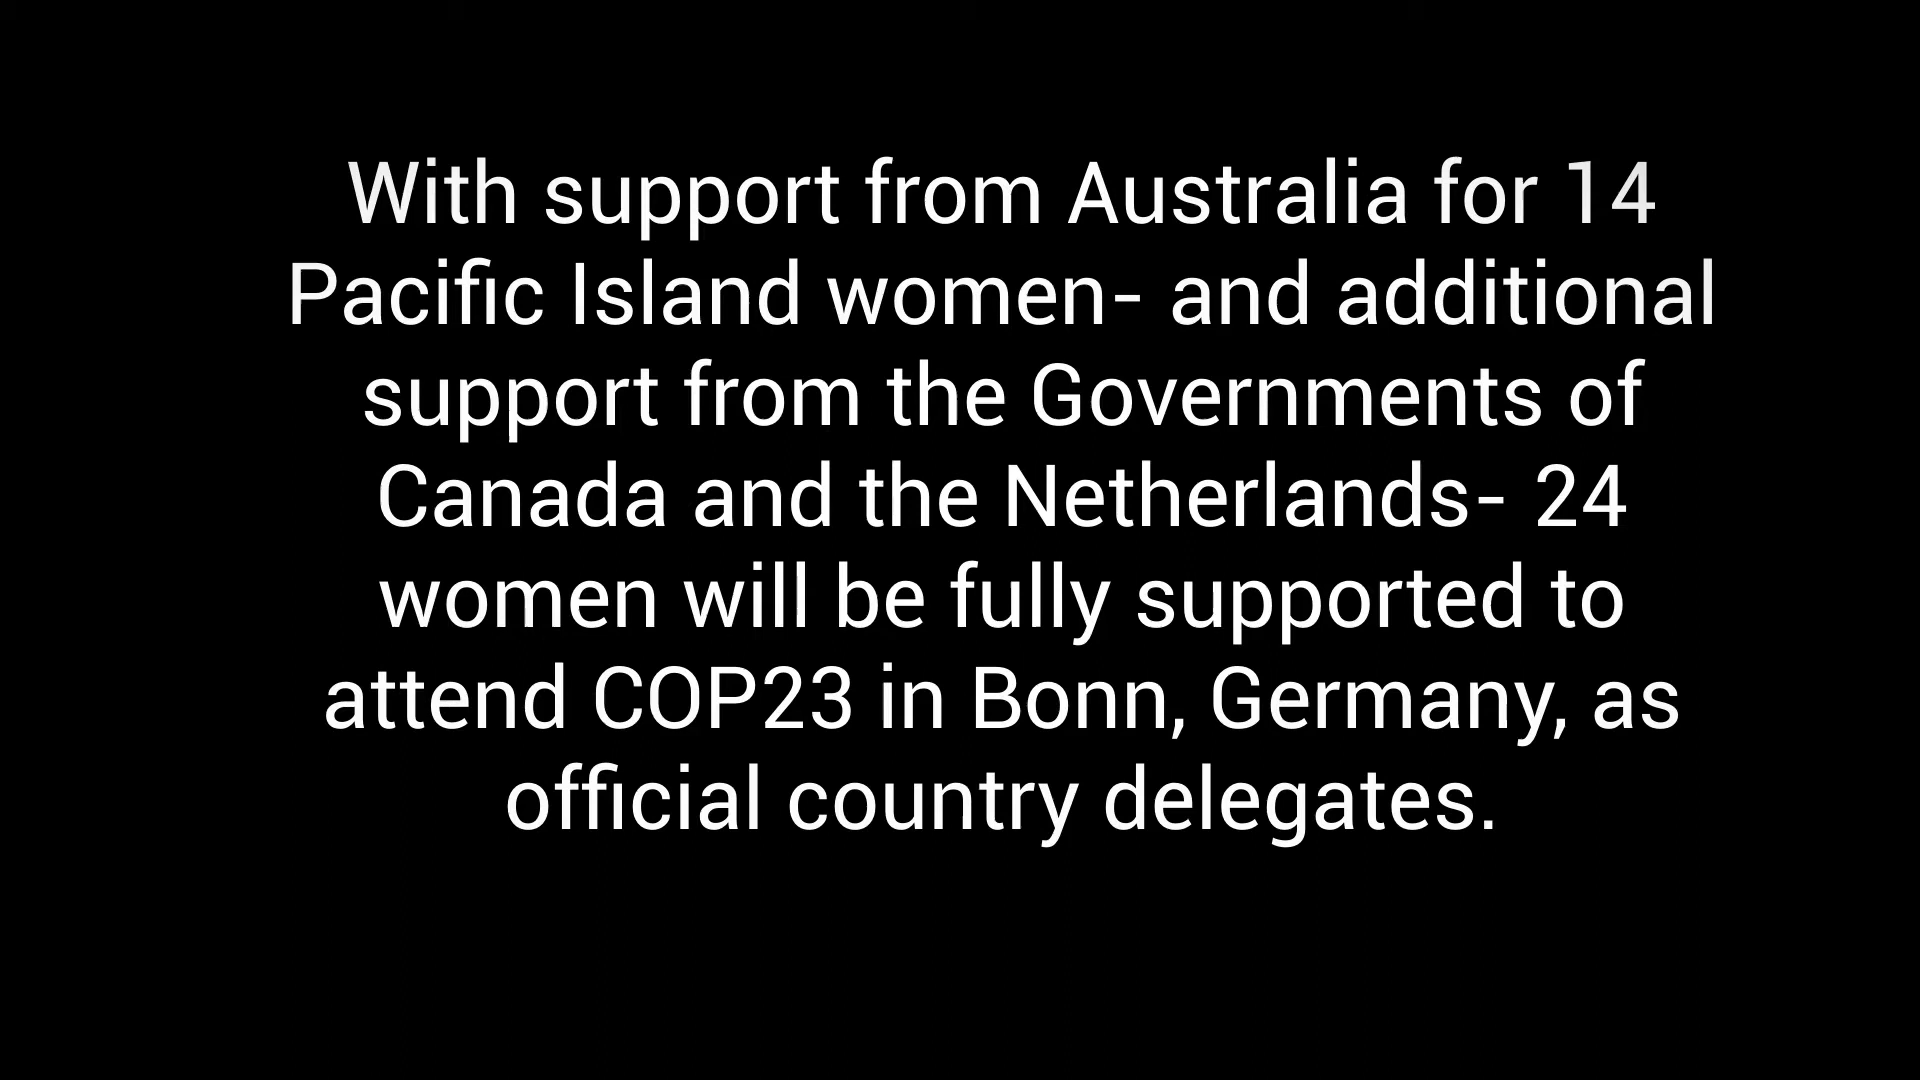 With support from Australia for 14
Pacific Island women- and additional
support from the Governments of
Canada and the Netherlands- 24
women will be fully supported to
attend COP23 in Bonn, Germany, as
official country delegates.